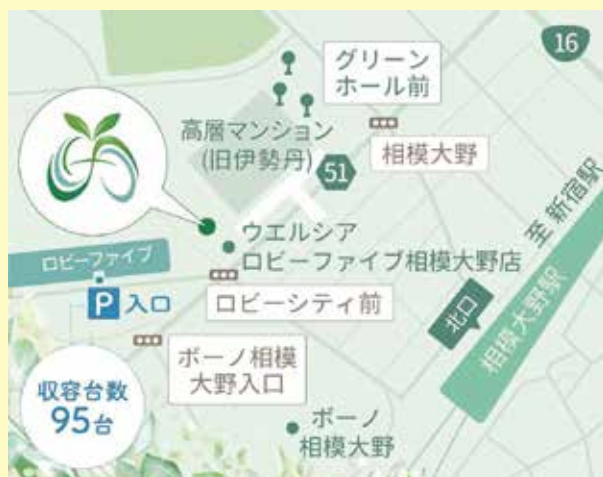 グリーン
ホール前
16
高層マンション
(旧伊勢丹)
相模大野
51
至 新宿駅
ウエルシア
ロビーファイブ相模大野店
ロビーファイブ
P 入口
ロビーシティ前
北口
相模大野駅
ボーノ相模
大野入口
収容台数
95台
ボーノ
相模大野